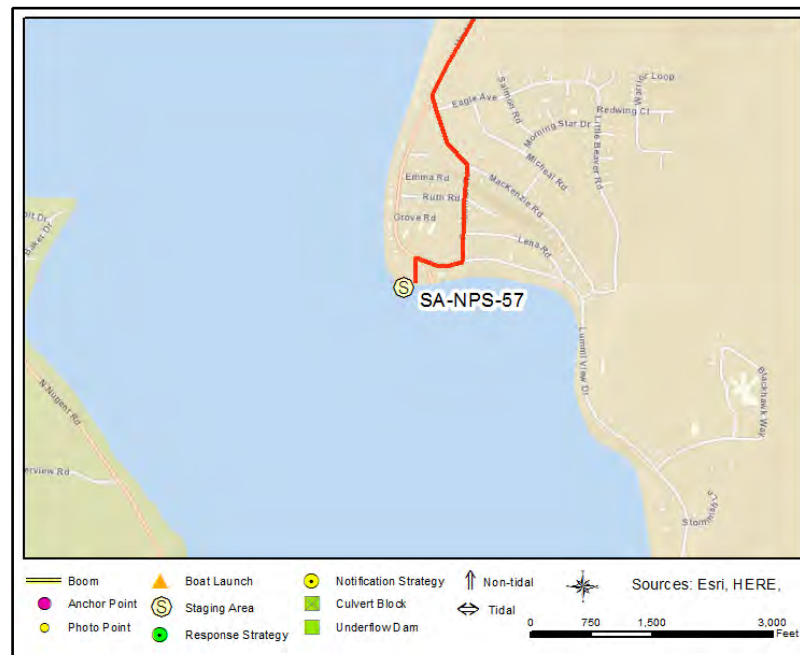 Eagle Ave
Salmon Rd
Morning Star Dr
Redwing Ct
Little Beaver Rd
Micheal Rd
MacKenzie Rd
Emma Rd
Ruth Rd
Grove Rd
Lena Rd
SA-NPS-57
S
Baker Dr
N Nugent Rd
Lummi View Dr
Blackhawk Way
Boom
Boat Launch
Notification Strategy
Non-tidal
Sources: Esri, HERE,
Anchor Point
S Staging Area
Culvert Block
Tidal
Photo Point
Response Strategy
Underflow Dam
0 750 1,500 3,000
Feet